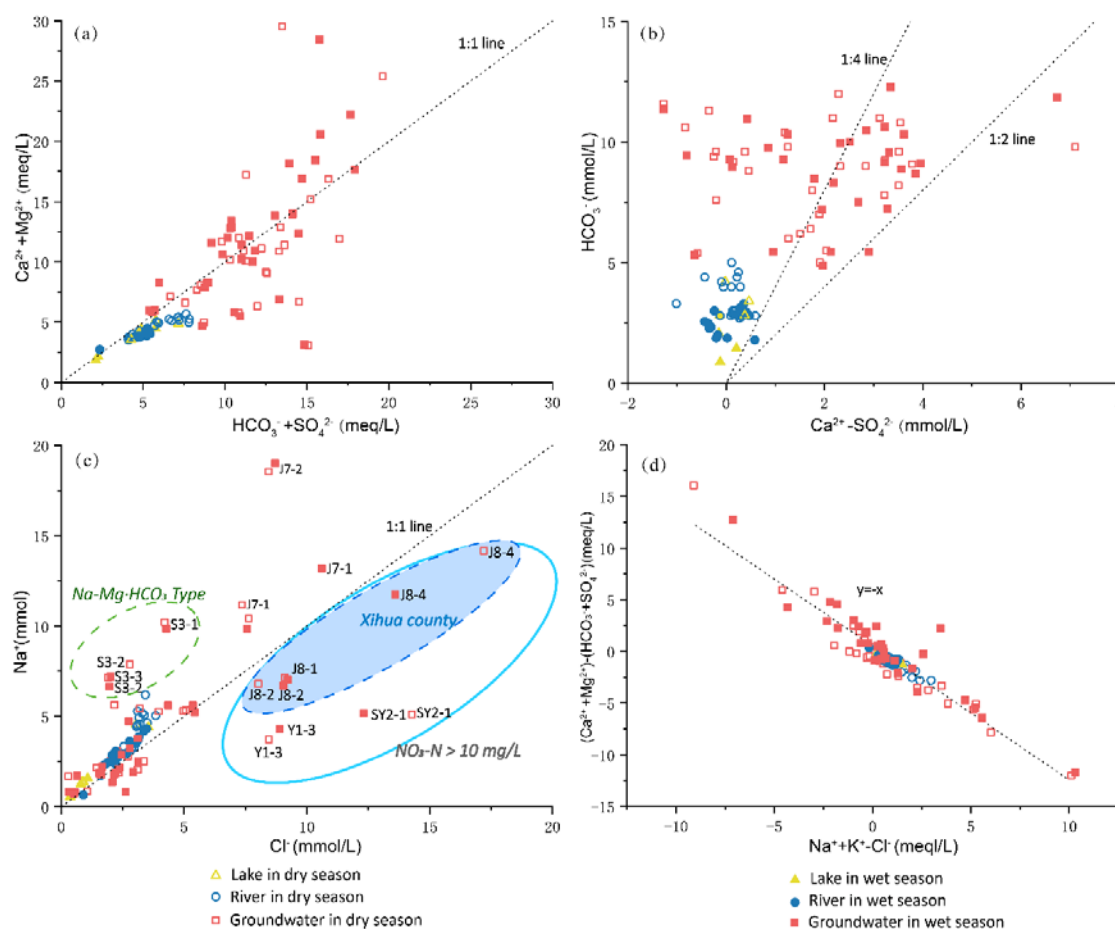 (a)
1:1 line
30
25
20
15
10
5
0
Ca²⁺+Mg²⁺ (meq/L)
0 5 10 15 20 25 30
HCO₃⁻+SO₄²⁻ (meq/L)
(b)
1:4 line
1:2 line
15
10
5
0
HCO₃⁻ (mmol/L)
-2 0 2 4 6
Ca²⁺-SO₄²⁻ (mmol/L)
(c)
J7-2
1:1 line
J7-1
J8-4
J8-4
Na-Mg·HCO₃ Type
J7-1
Xihua county
S3-1
S3-2
S3-3
S3-2
J8-1
J8-2
J8-2
SY2-1
SY2-1
Y1-3
Y1-3
NO₃-N > 10 mg/L
20
15
10
5
0
Na⁺(mmol/L)
0 5 10 15 20
Cl⁻(mmol/L)
(d)
y=-x
20
15
10
5
0
-5
-10
-15
(Ca²⁺+Mg²⁺)-(HCO₃⁻+SO₄²⁻)(meq/L)
-10 -5 0 5 10
Na⁺+K⁺-Cl⁻(meql/L)
Lake in dry season
River in dry season
Groundwater in dry season
Lake in wet season
River in wet season
Groundwater in wet season